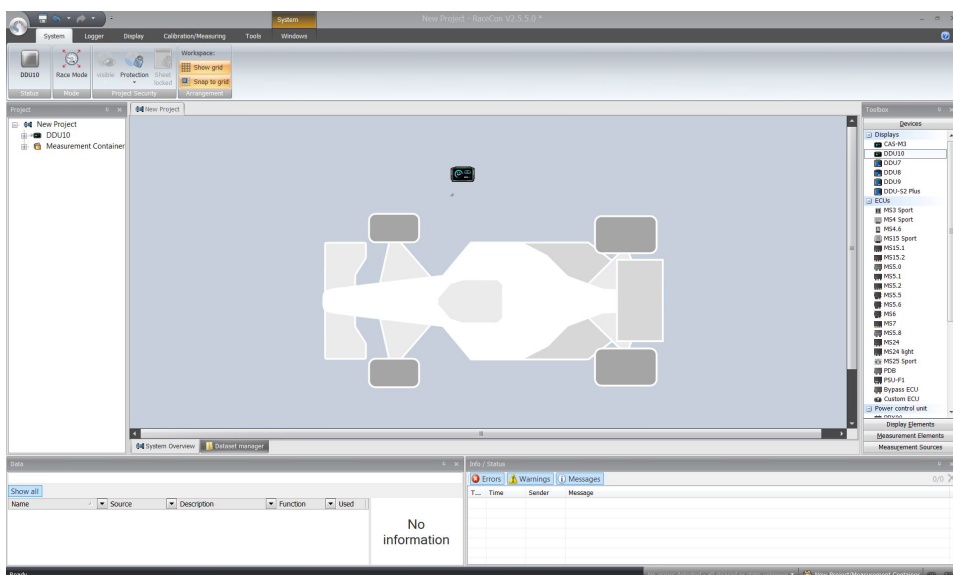 New Project - RaceCon V2.5.5.0 *
System
System Logger Display Calibration/Measuring Tools Windows
DDU10
Race Mode
visible
Protection
Sheet locked
Workspace:
Show grid
Snap to grid
Status
Mode
Project Security
Arrangement
Project
New Project
DDU10
Measurement Container
New Project
System Overview
Dataset manager
Toolbox
Devices
Displays
CAS-M3
DDU10
DDU7
DDU8
DDU9
DDU-S2 Plus
ECUs
MS3 Sport
MS4 Sport
MS4.6
MS15 Sport
MS15.1
MS15.2
MS5.0
MS5.1
MS5.2
MS5.5
MS5.6
MS6
MS7
MS5.8
MS24
MS24 light
MS25 Sport
PDB
PSU-F1
Bypass ECU
Custom ECU
Power control unit
Display Elements
Measurement Elements
Measurement Sources
Data
Show all
Name Source Description Function Used
No
information
Info / Status
Errors Warnings Messages 0/0
T... Time Sender Message
Ready
New Project/Measurement Container